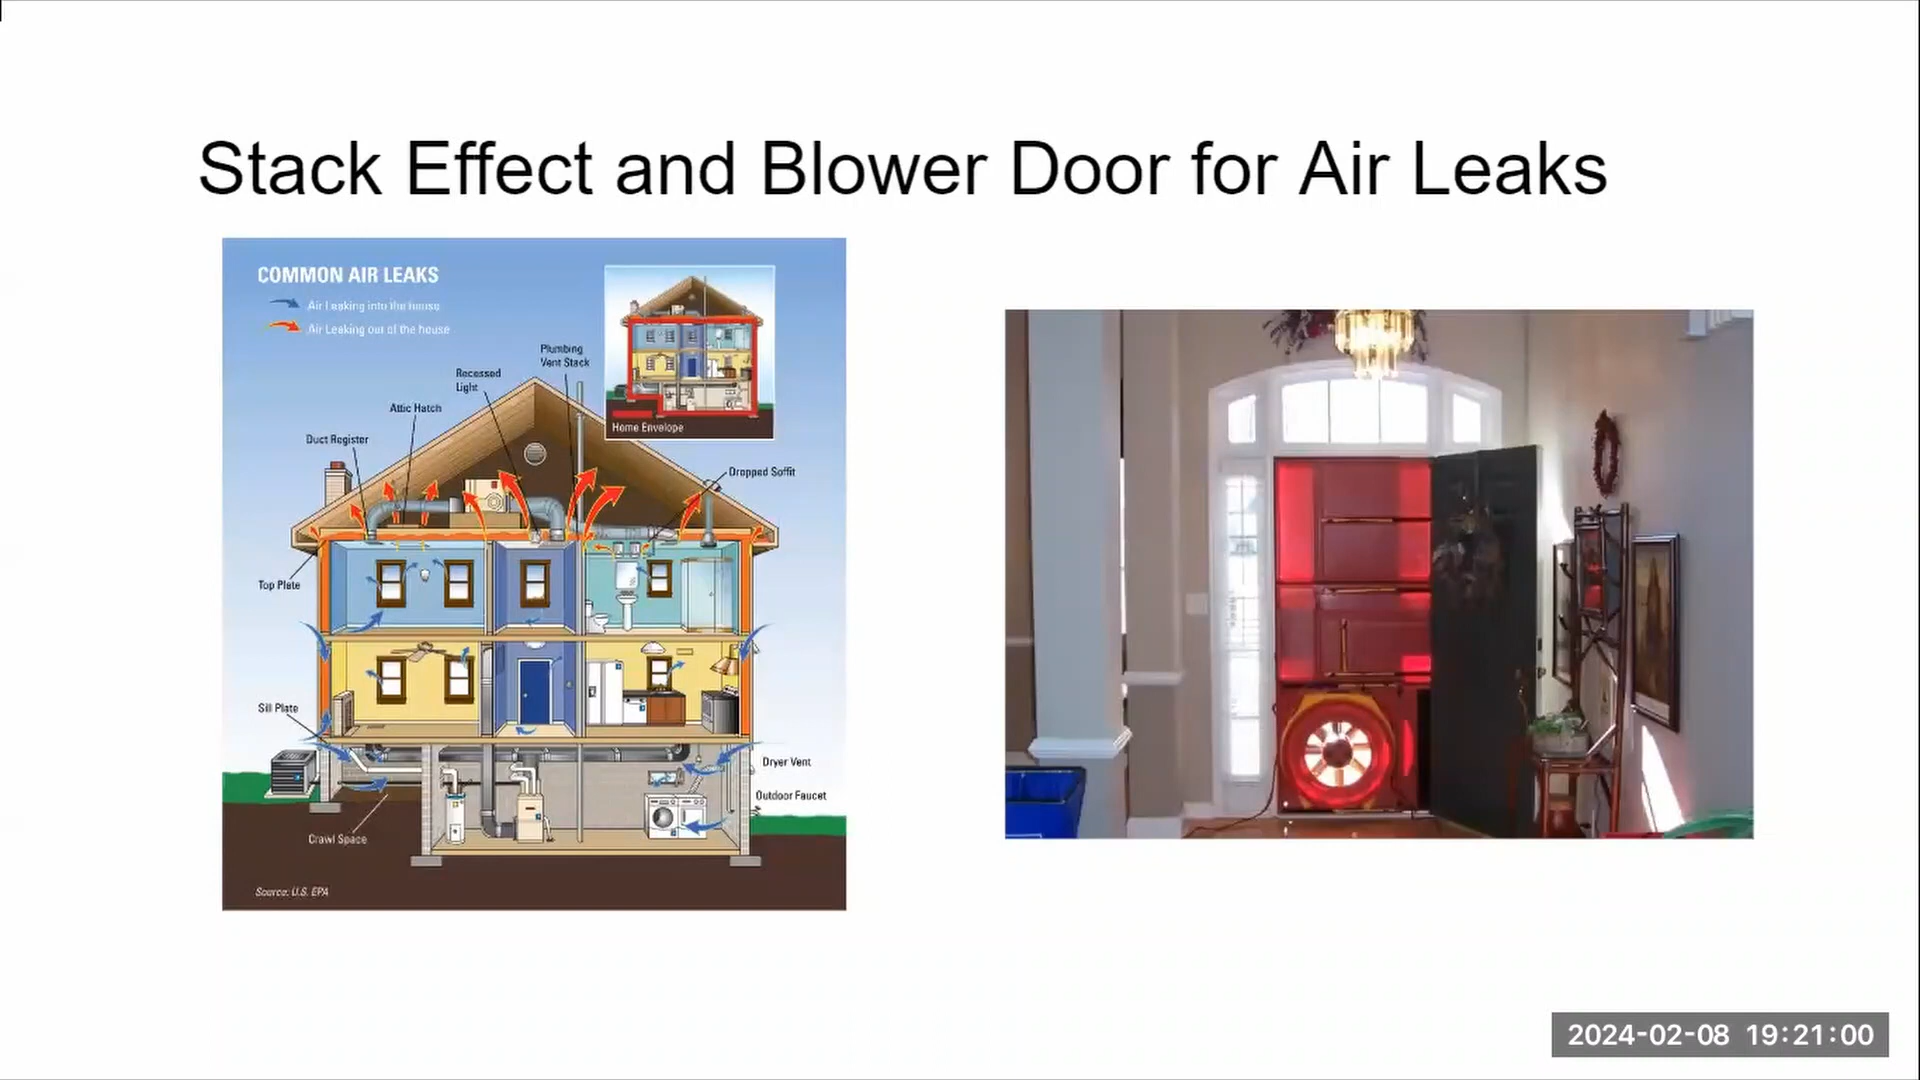 Stack Effect and Blower Door for Air Leaks
COMMON AIR LEAKS
Air Leaking into the house
Air Leaking out of the house
Plumbing
Vent Stack
Recessed
Light
Attic Hatch
Duct Register
Home Envelope
Dropped Soffit
Top Plate
Sill Plate
Dryer Vent
Outdoor Faucet
Crawl Space
Source: U.S. EPA
2024-02-08 19:21:00